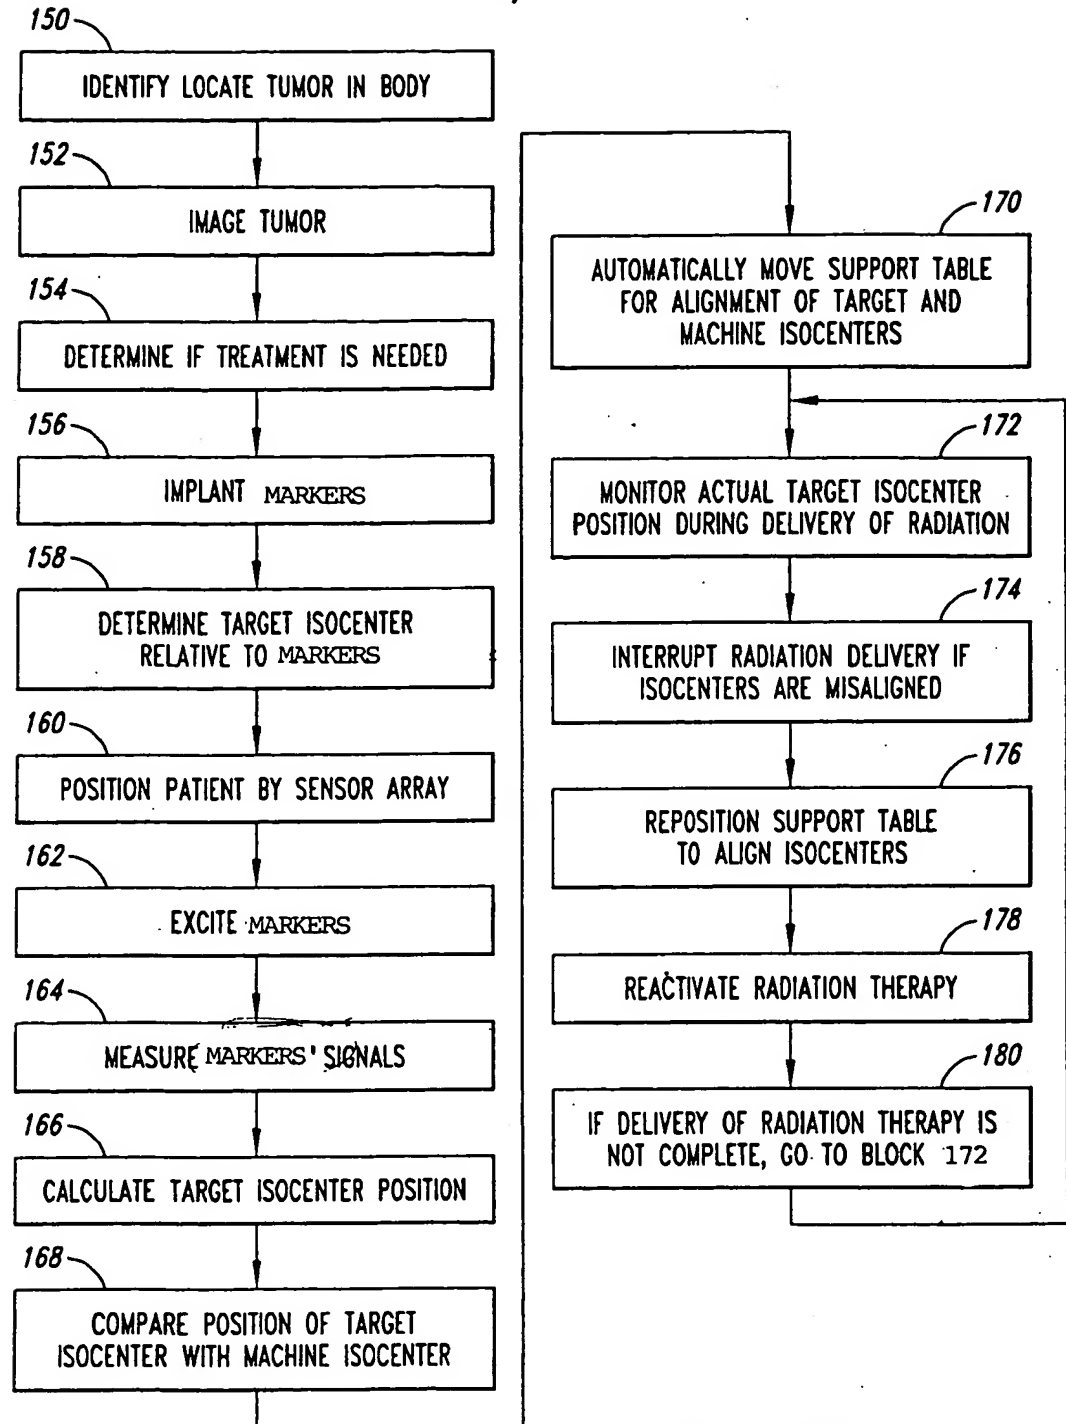 150
IDENTIFY LOCATE TUMOR IN BODY
152
IMAGE TUMOR
154
DETERMINE IF TREATMENT IS NEEDED
156
IMPLANT MARKERS
158
DETERMINE TARGET ISOCENTER
RELATIVE TO MARKERS
160
POSITION PATIENT BY SENSOR ARRAY
162
EXCITE MARKERS
164
MEASURE MARKERS' SIGNALS
166
CALCULATE TARGET ISOCENTER POSITION
168
COMPARE POSITION OF TARGET
ISOCENTER WITH MACHINE ISOCENTER
170
AUTOMATICALLY MOVE SUPPORT TABLE
FOR ALIGNMENT OF TARGET AND
MACHINE ISOCENTERS
172
MONITOR ACTUAL TARGET ISOCENTER
POSITION DURING DELIVERY OF RADIATION
174
INTERRUPT RADIATION DELIVERY IF
ISOCENTERS ARE MISALIGNED
176
REPOSITION SUPPORT TABLE
TO ALIGN ISOCENTERS
178
REACTIVATE RADIATION THERAPY
180
IF DELIVERY OF RADIATION THERAPY IS
NOT COMPLETE, GO TO BLOCK 172